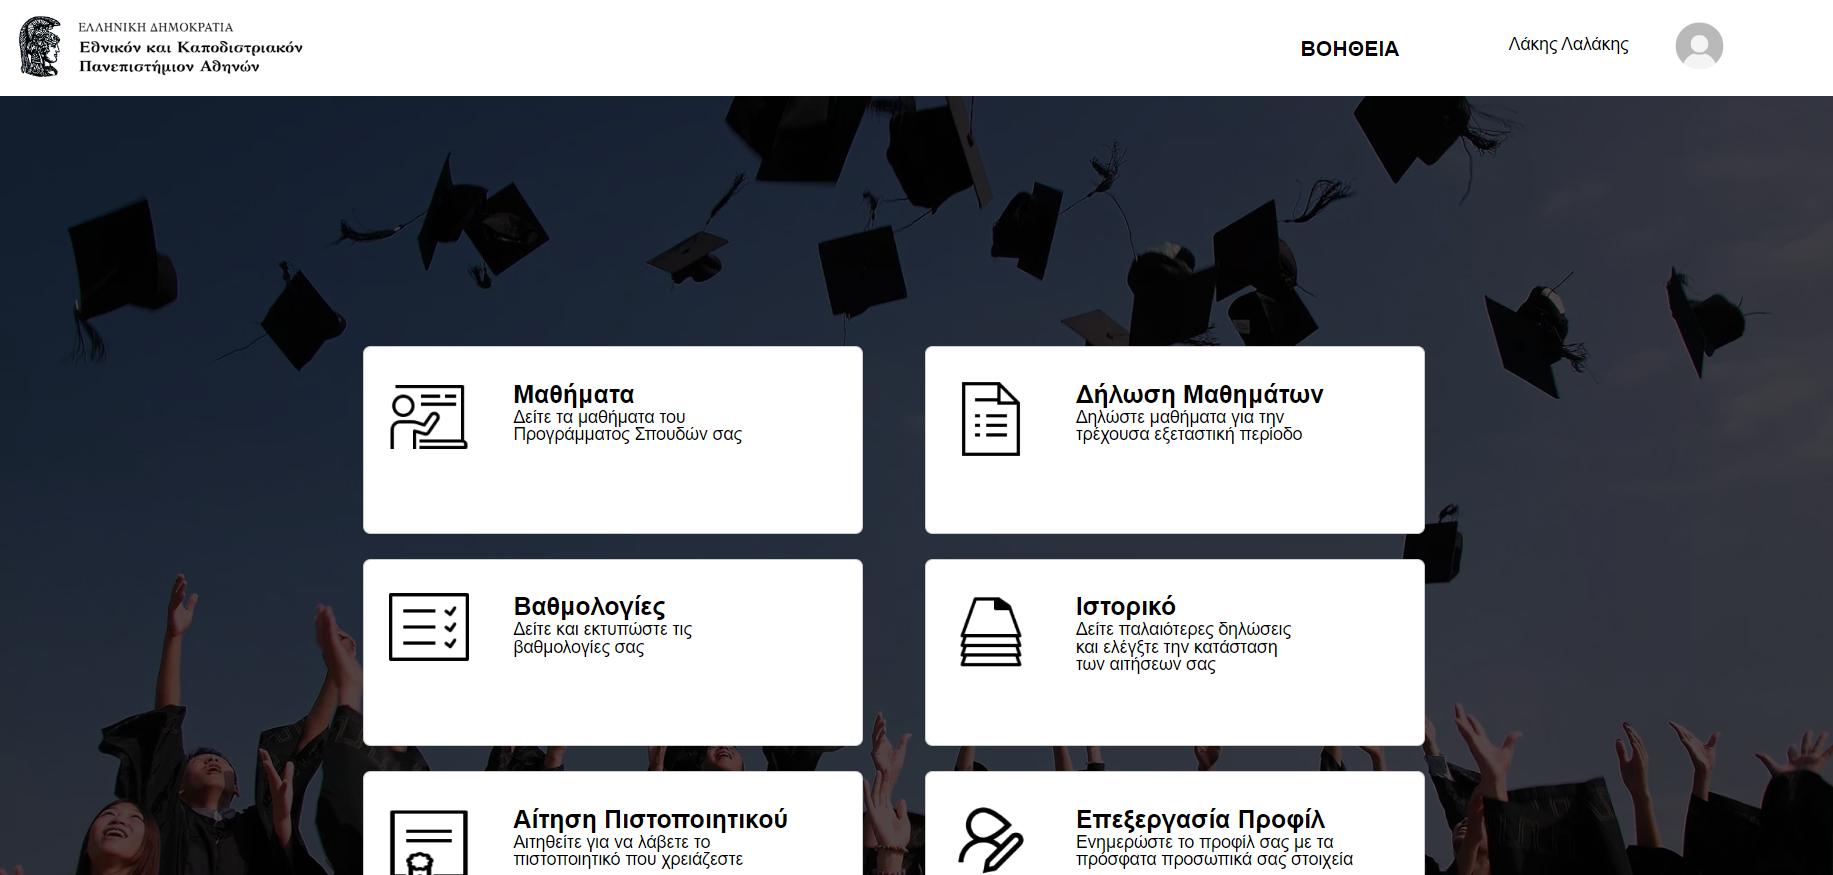 ΕΛΛΗΝΙΚΗ ΔΗΜΟΚΡΑΤΙΑ
Εθνικόν και Καποδιστριακόν
Πανεπιστήμιον Αθηνών
ΒΟΗΘΕΙΑ
Λάκης Λαλάκης
Μαθήματα
Δείτε τα μαθήματα του
Προγράμματος Σπουδών σας
Δήλωση Μαθημάτων
Δηλώστε μαθήματα για την
τρέχουσα εξεταστική περίοδο
Βαθμολογίες
Δείτε και εκτυπώστε τις
βαθμολογίες σας
Ιστορικό
Δείτε παλαιότερες δηλώσεις
και ελέγξτε την κατάσταση
των αιτήσεων σας
Αίτηση Πιστοποιητικού
Αιτηθείτε για να λάβετε το
πιστοποιητικό που χρειάζεστε
Επεξεργασία Προφίλ
Ενημερώστε το προφίλ σας με τα
πρόσφατα προσωπικά σας στοιχεία